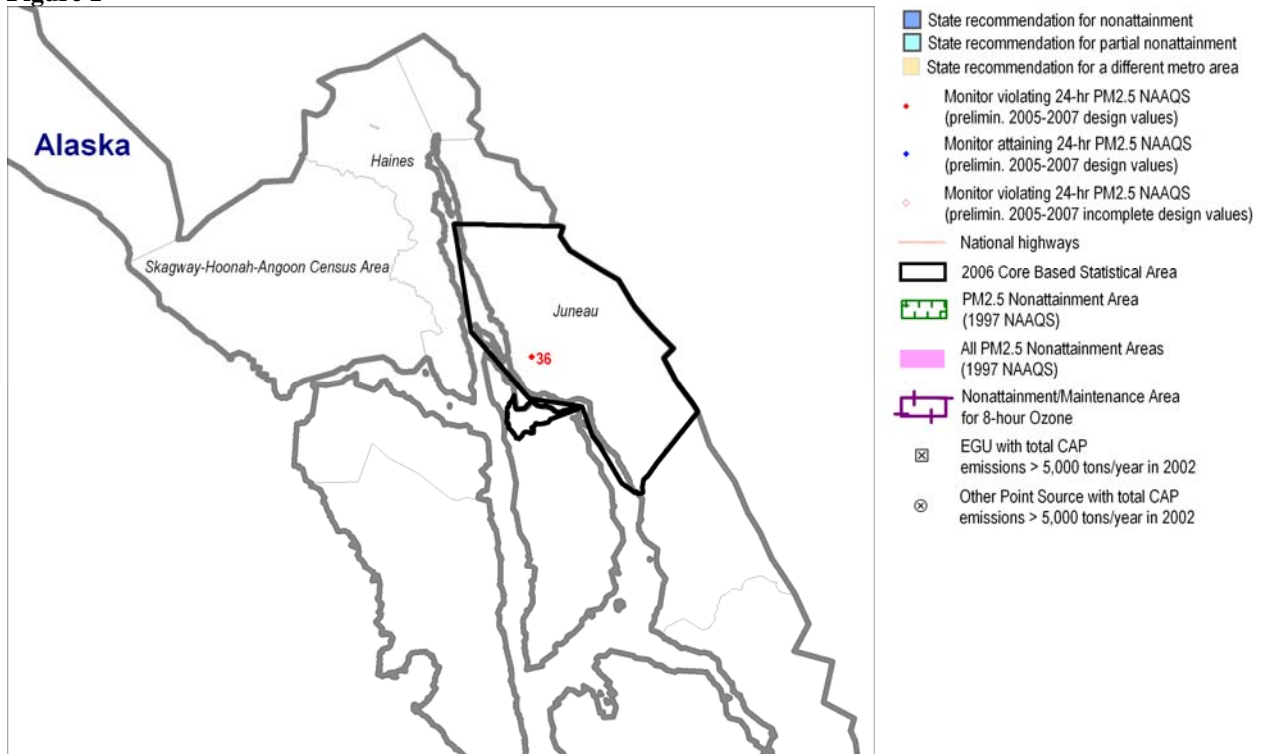 Alaska
Haines
Skagway-Hoonah-Angoon Census Area
Juneau
36
State recommendation for nonattainment
State recommendation for partial nonattainment
State recommendation for a different metro area
Monitor violating 24-hr PM2.5 NAAQS
(prelimin. 2005-2007 design values)
Monitor attaining 24-hr PM2.5 NAAQS
(prelimin. 2005-2007 design values)
Monitor violating 24-hr PM2.5 NAAQS
(prelimin. 2005-2007 incomplete design values)
National highways
2006 Core Based Statistical Area
PM2.5 Nonattainment Area
(1997 NAAQS)
All PM2.5 Nonattainment Areas
(1997 NAAQS)
Nonattainment/Maintenance Area
for 8-hour Ozone
EGU with total CAP
emissions > 5,000 tons/year in 2002
Other Point Source with total CAP
emissions > 5,000 tons/year in 2002